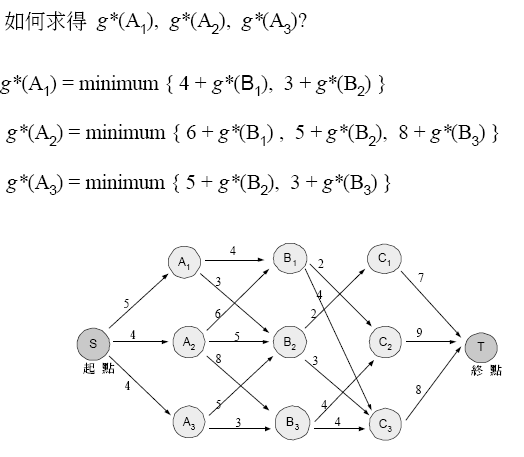 如何求得 g*(A₁), g*(A₂), g*(A₃)?
g*(A₁) = minimum { 4 + g*(B₁), 3 + g*(B₂) }
g*(A₂) = minimum { 6 + g*(B₁) , 5 + g*(B₂), 8 + g*(B₃) }
g*(A₃) = minimum { 5 + g*(B₂), 3 + g*(B₃) }
A₁ 4 B₁ 2 C₁
3 7
5 4
6 2
S 4 A₂ 5 B₂ C₂ 9 T
起 點 終 點
8 3
4 8
5 4
A₃ 3 B₃ 4 C₃